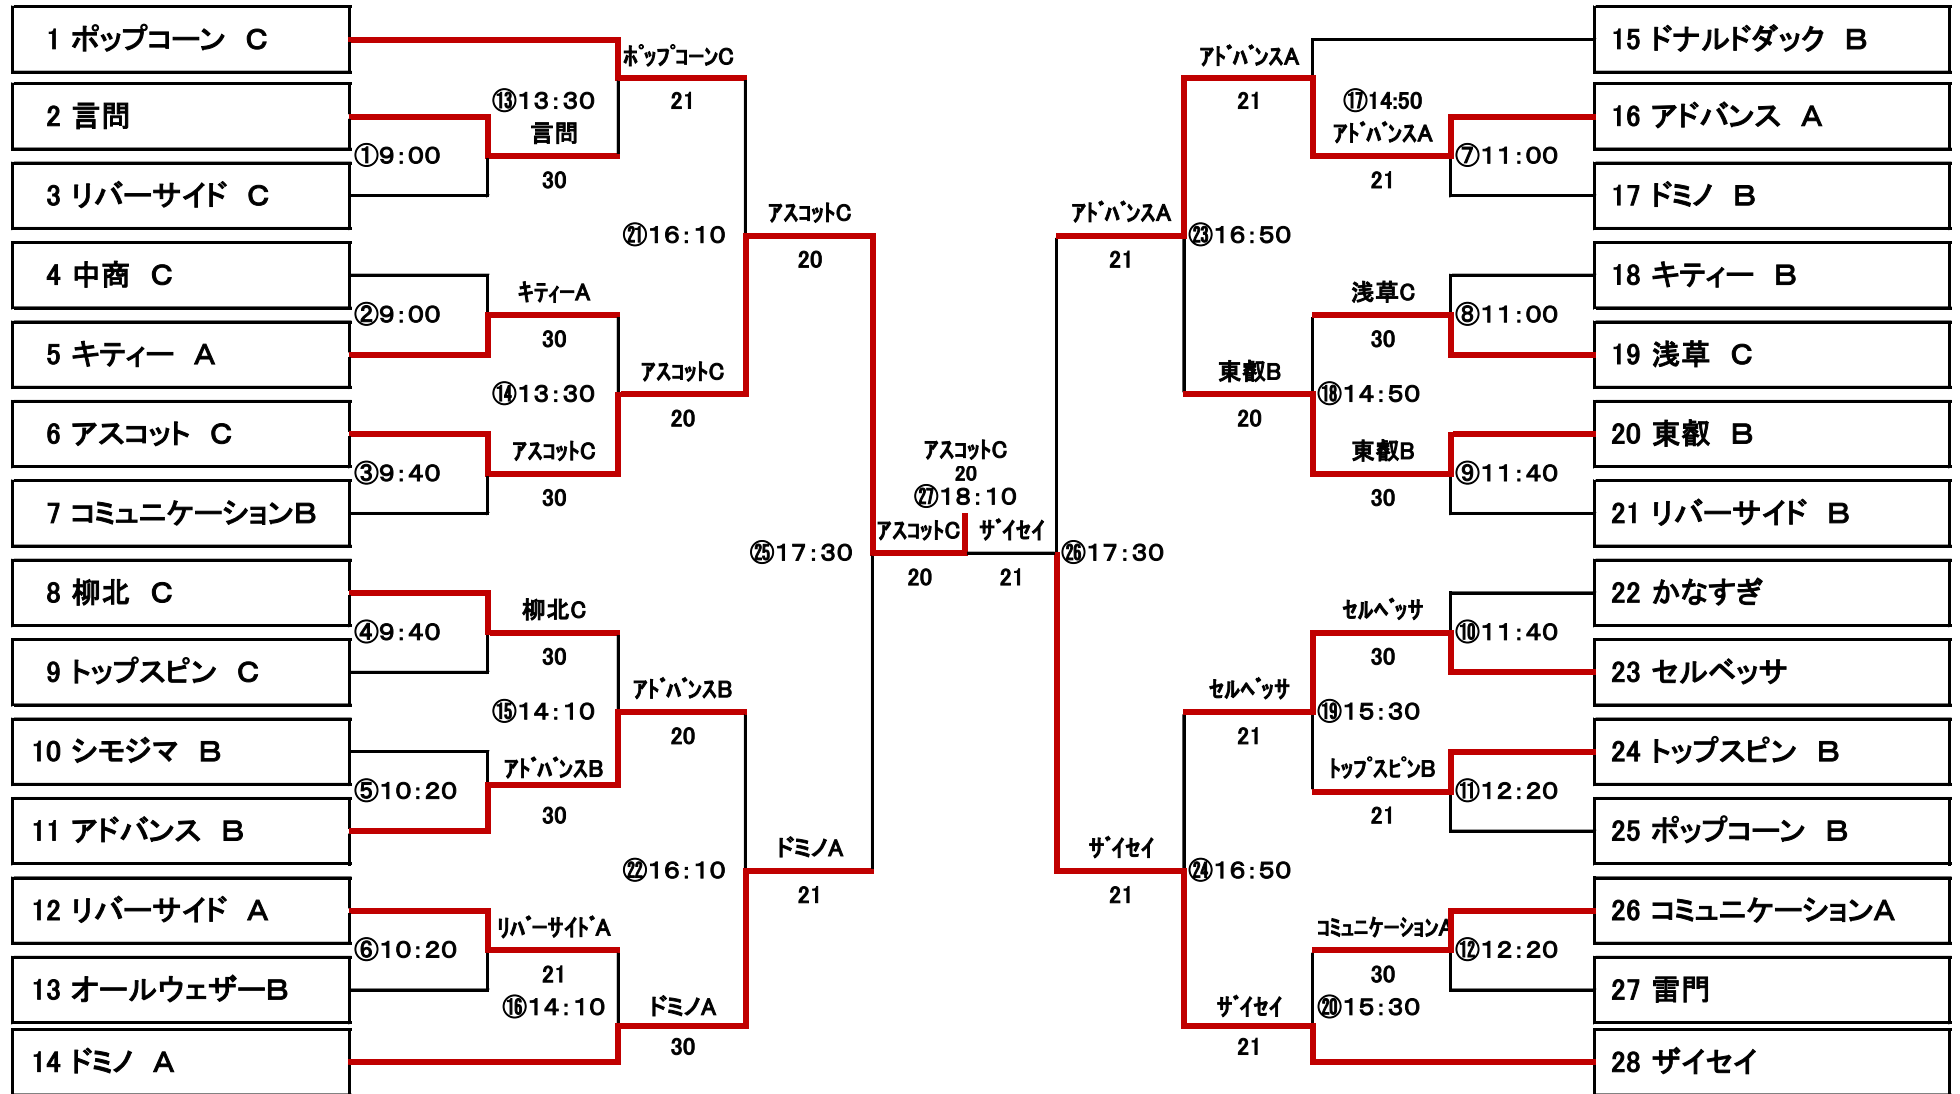 1 ポップコーン C
2 言問
3 リバーサイド C
4 中商 C
5 キティー A
6 アスコット C
7 コミュニケーションB
8 柳北 C
9 トップスピン C
10 シモジマ B
11 アドバンス B
12 リバーサイド A
13 オールウェザーB
14 ドミノ A
①9:00
②9:00
③9:40
④9:40
⑤10:20
⑥10:20
⑬13:30
言問
30
キティーA
30
⑭13:30
アスコットC
30
柳北C
30
⑮14:10
アドバンスB
30
リバーサイドA
21
⑯14:10
ポップコーンC
21
㉑16:10
アスコットC
20
アドバンスB
20
㉒16:10
ドミノA
30
アスコットC
20
㉕17:30
ドミノA
21
アスコットC
20
㉗18:10
アスコットC
20
ザイセイ
21
アドバンスA
21
㉖17:30
ザイセイ
21
アドバンスA
21
㉓16:50
東叡B
20
セルベッサ
21
㉔16:50
ザイセイ
21
⑰14:50
アドバンスA
21
浅草C
30
⑱14:50
東叡B
30
セルベッサ
30
⑲15:30
トップスピンB
21
コミュニケーションA
30
⑳15:30
⑦11:00
⑧11:00
⑨11:40
⑩11:40
⑪12:20
⑫12:20
15 ドナルドダック B
16 アドバンス A
17 ドミノ B
18 キティー B
19 浅草 C
20 東叡 B
21 リバーサイド B
22 かなすぎ
23 セルベッサ
24 トップスピン B
25 ポップコーン B
26 コミュニケーションA
27 雷門
28 ザイセイ